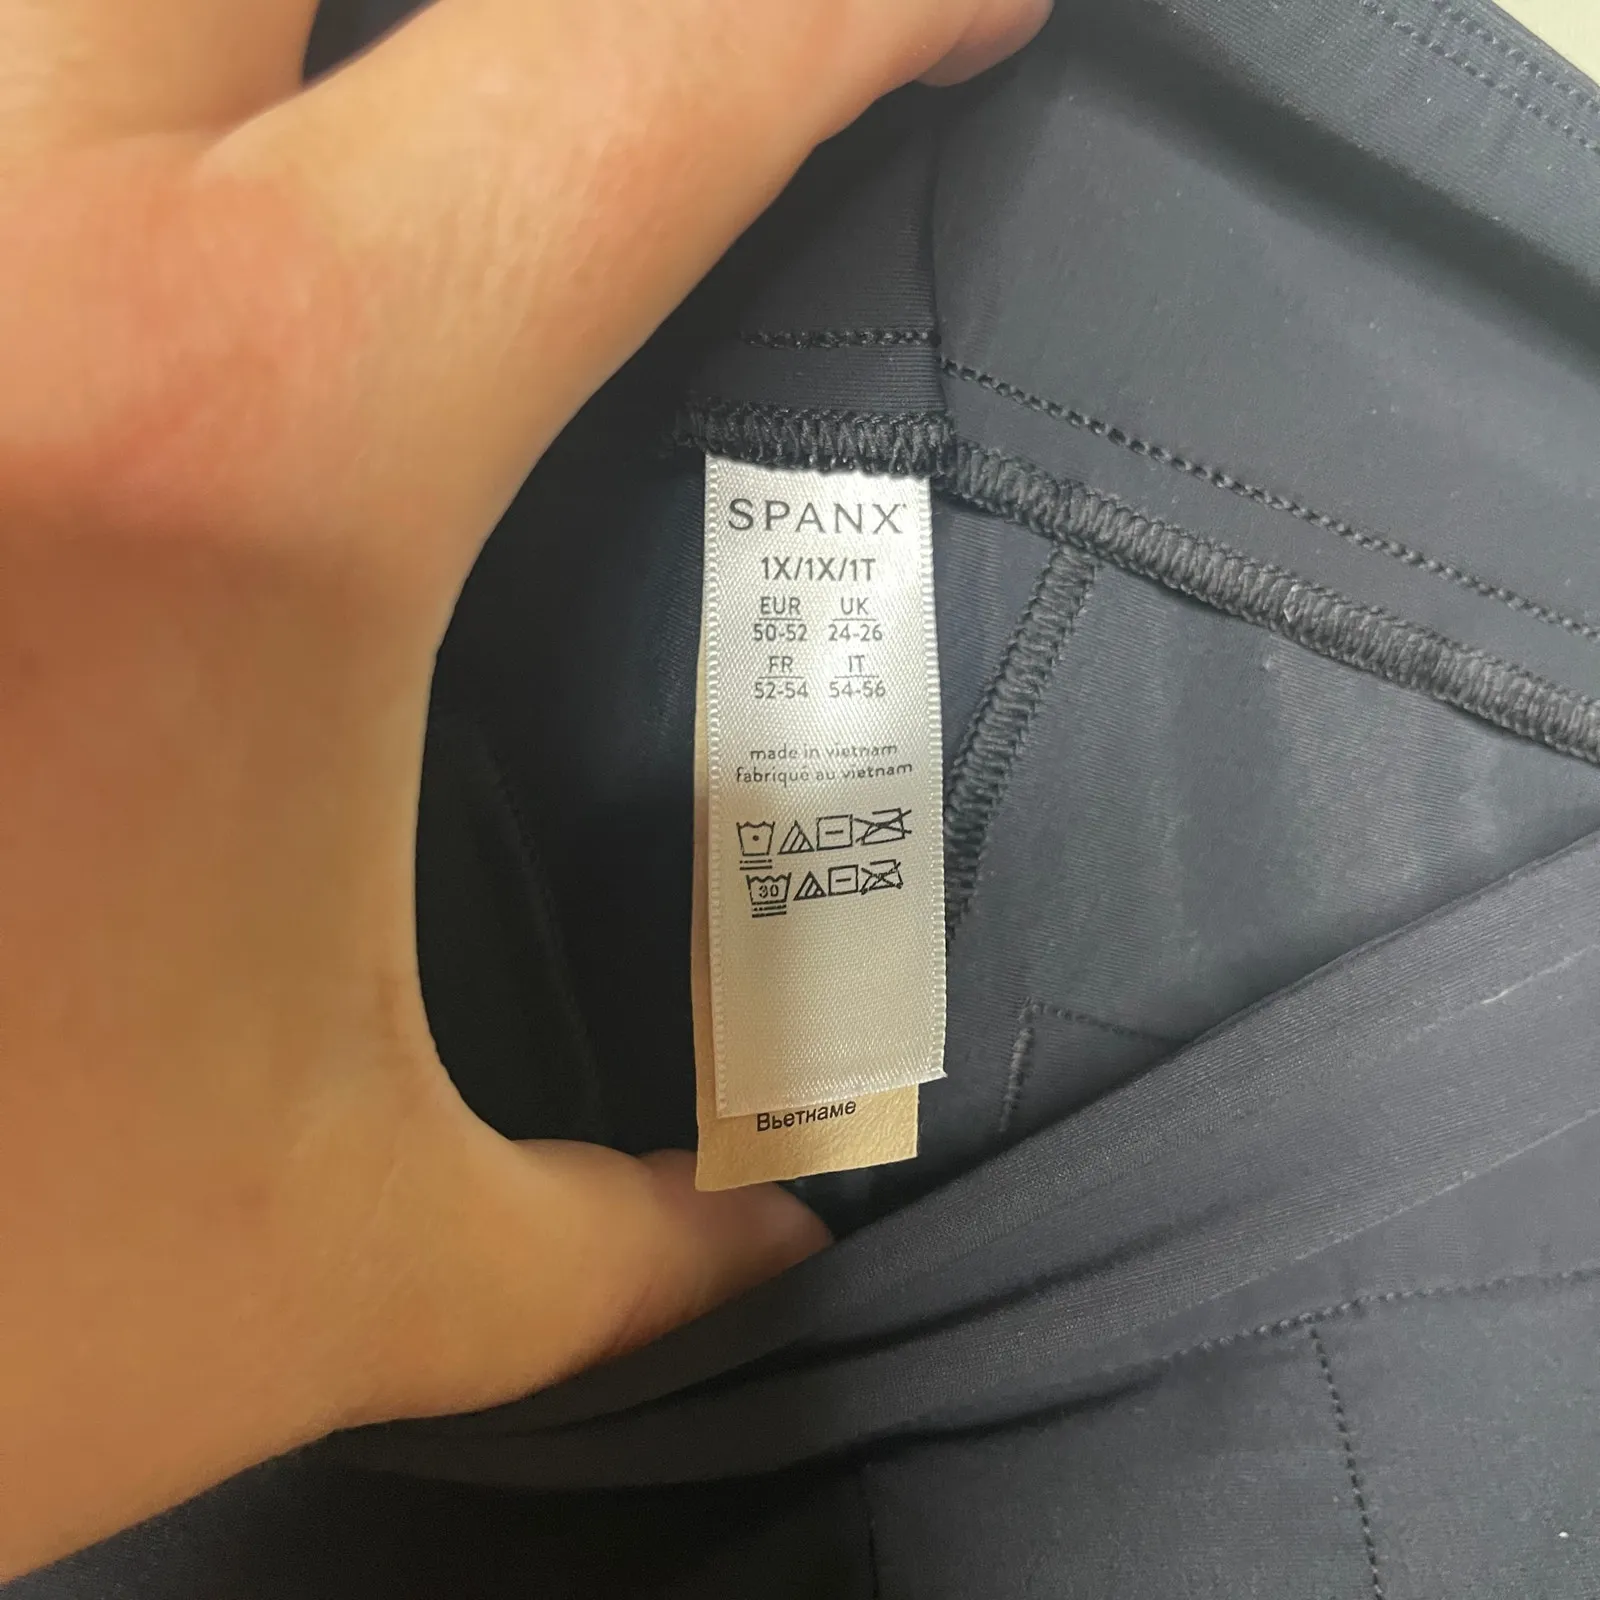 SPANX
1X/1X/1T
EUR UK
50-52 24-26
FR IT
52-54 54-56
made in vietnam
fabriqué au vietnam
30
Вьетнаме